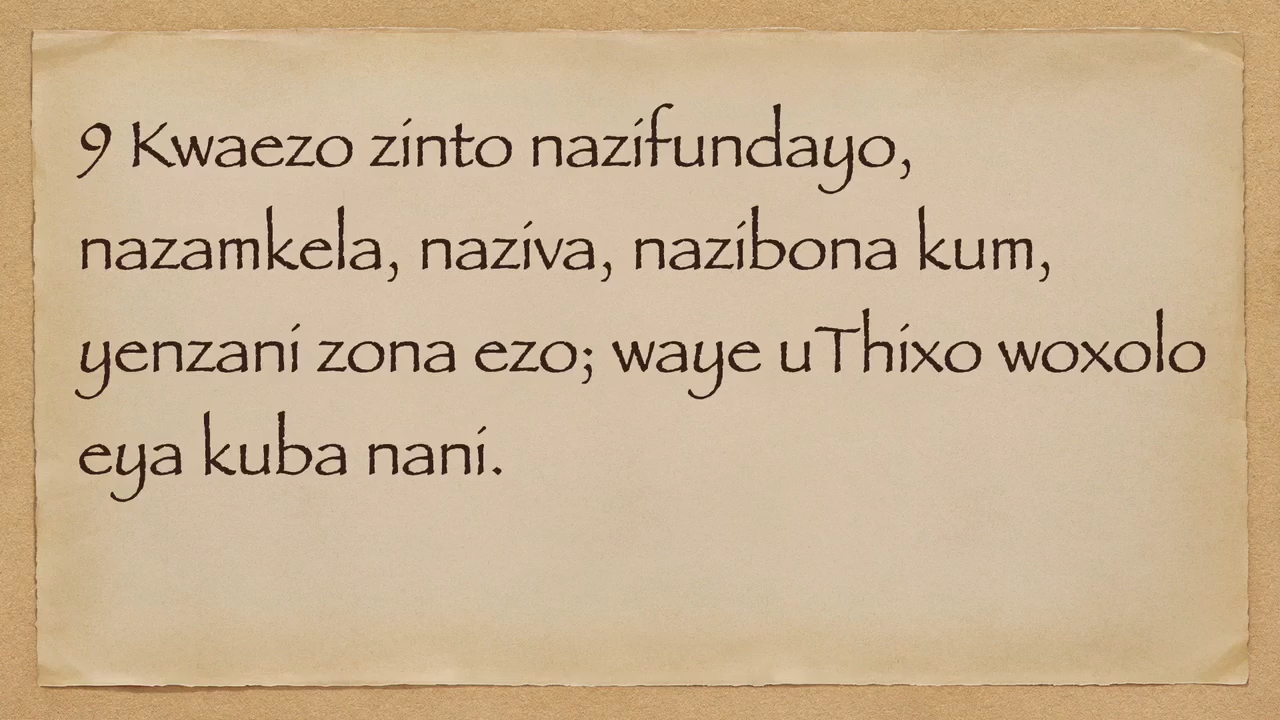 9 Kwaezo zinto nazifundayo,
nazamkela, naziva, nazibona kum,
yenzani zona ezo; waye uThixo woxolo
eya kuba nani.